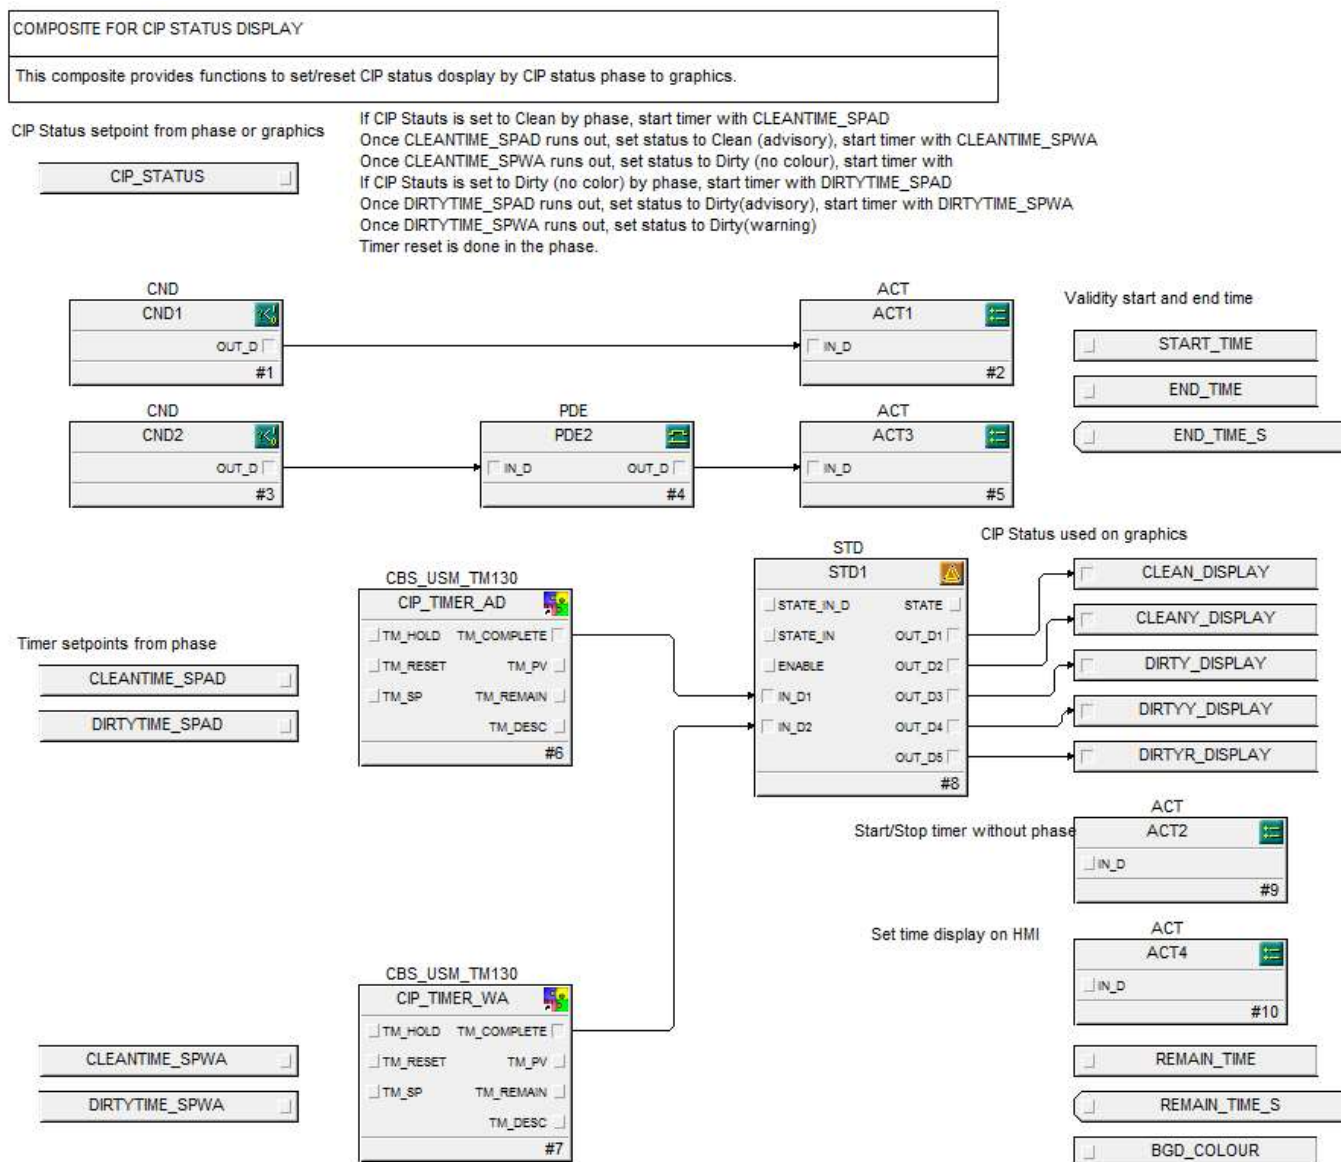 COMPOSITE FOR CIP STATUS DISPLAY
This composite provides functions to set/reset CIP status dosplay by CIP status phase to graphics.
CIP Status setpoint from phase or graphics
CIP_STATUS
If CIP Stauts is set to Clean by phase, start timer with CLEANTIME_SPAD
Once CLEANTIME_SPAD runs out, set status to Clean (advisory), start timer with CLEANTIME_SPWA
Once CLEANTIME_SPWA runs out, set status to Dirty (no colour), start timer with
If CIP Stauts is set to Dirty (no color) by phase, start timer with DIRTYTIME_SPAD
Once DIRTYTIME_SPAD runs out, set status to Dirty(advisory), start timer with DIRTYTIME_SPWA
Once DIRTYTIME_SPWA runs out, set status to Dirty(warning)
Timer reset is done in the phase.
CND
CND1
OUT_D
#1
ACT
ACT1
IN_D
#2
Validity start and end time
START_TIME
END_TIME
END_TIME_S
CND
CND2
OUT_D
#3
PDE
PDE2
IN_D OUT_D
#4
ACT
ACT3
IN_D
#5
Timer setpoints from phase
CLEANTIME_SPAD
DIRTYTIME_SPAD
CBS_USM_TM130
CIP_TIMER_AD
TM_HOLD TM_COMPLETE
TM_RESET TM_PV
TM_SP TM_REMAIN
TM_DESC
#6
STD
STD1
STATE_IN_D STATE
STATE_IN OUT_D1
ENABLE OUT_D2
IN_D1 OUT_D3
IN_D2 OUT_D4
OUT_D5
#8
CIP Status used on graphics
CLEAN_DISPLAY
CLEANY_DISPLAY
DIRTY_DISPLAY
DIRTYY_DISPLAY
DIRTYR_DISPLAY
Start/Stop timer without phase
ACT
ACT2
IN_D
#9
Set time display on HMI
ACT
ACT4
IN_D
#10
CLEANTIME_SPWA
DIRTYTIME_SPWA
CBS_USM_TM130
CIP_TIMER_WA
TM_HOLD TM_COMPLETE
TM_RESET TM_PV
TM_SP TM_REMAIN
TM_DESC
#7
REMAIN_TIME
REMAIN_TIME_S
BGD_COLOUR